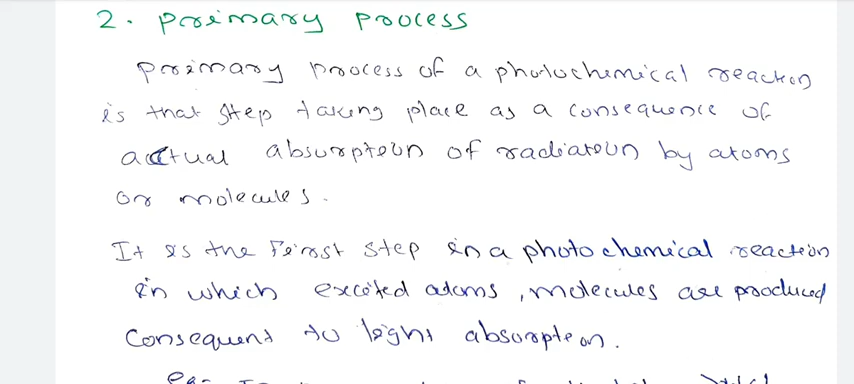 2. Primary process
Primary process of a photochemical reaction
is that step taking place as a consequence of
actual absorption of radiation by atoms
or molecules.
It is the first step in a photochemical reaction
in which excited atoms, molecules are produced
Consequent to light absorption.